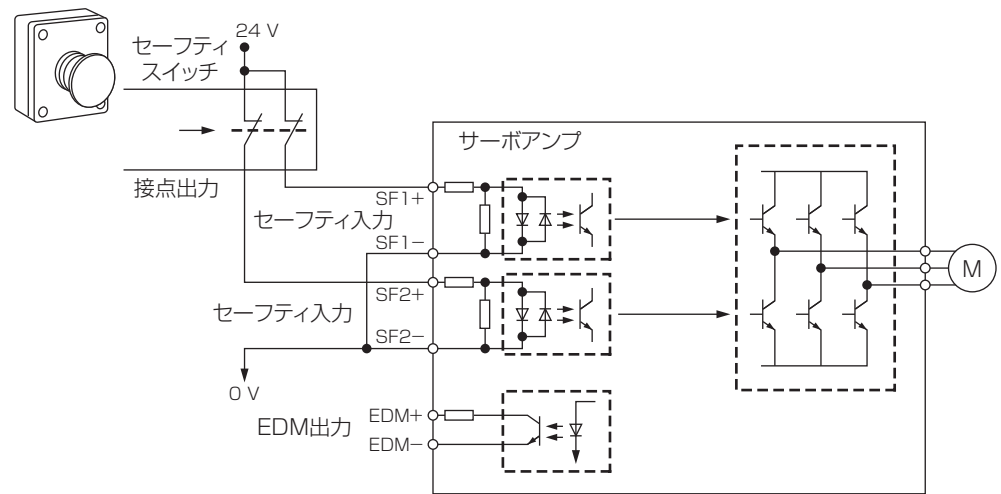 24 V
セーフティ
スイッチ
サーボアンプ
接点出力
SF1+
セーフティ入力
SF1−
M
SF2+
セーフティ入力
SF2−
0 V
EDM+
EDM出力
EDM−